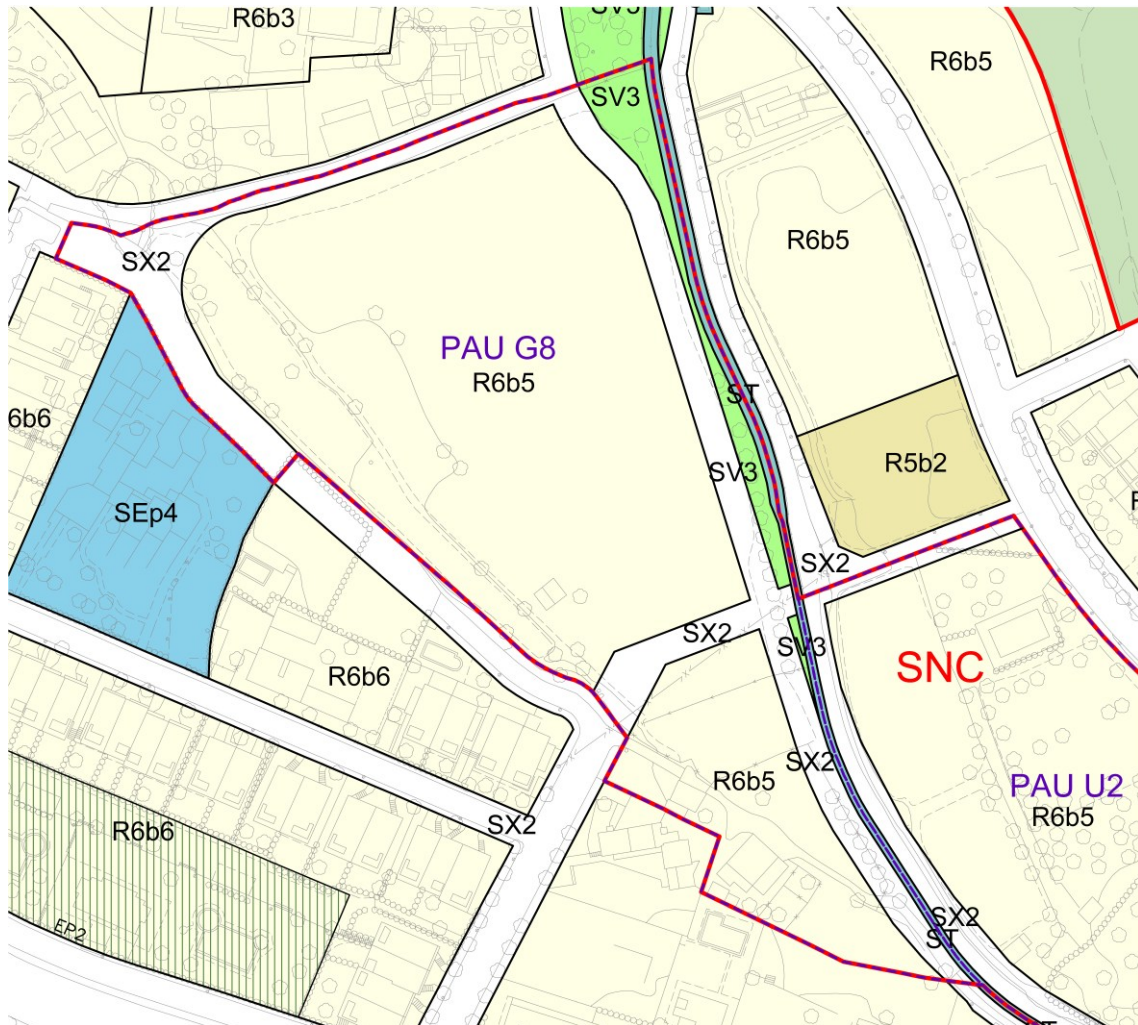 SV3
R6b3
R6b5
SV3
R6b5
SX2
PAU G8
R6b5
ST
6b6
R5b2
SV3
SEp4
SX2
SX2
SV3
SNC
R6b6
SX2
R6b5
PAU U2
R6b5
SX2
R6b6
EP2
SX2
ST